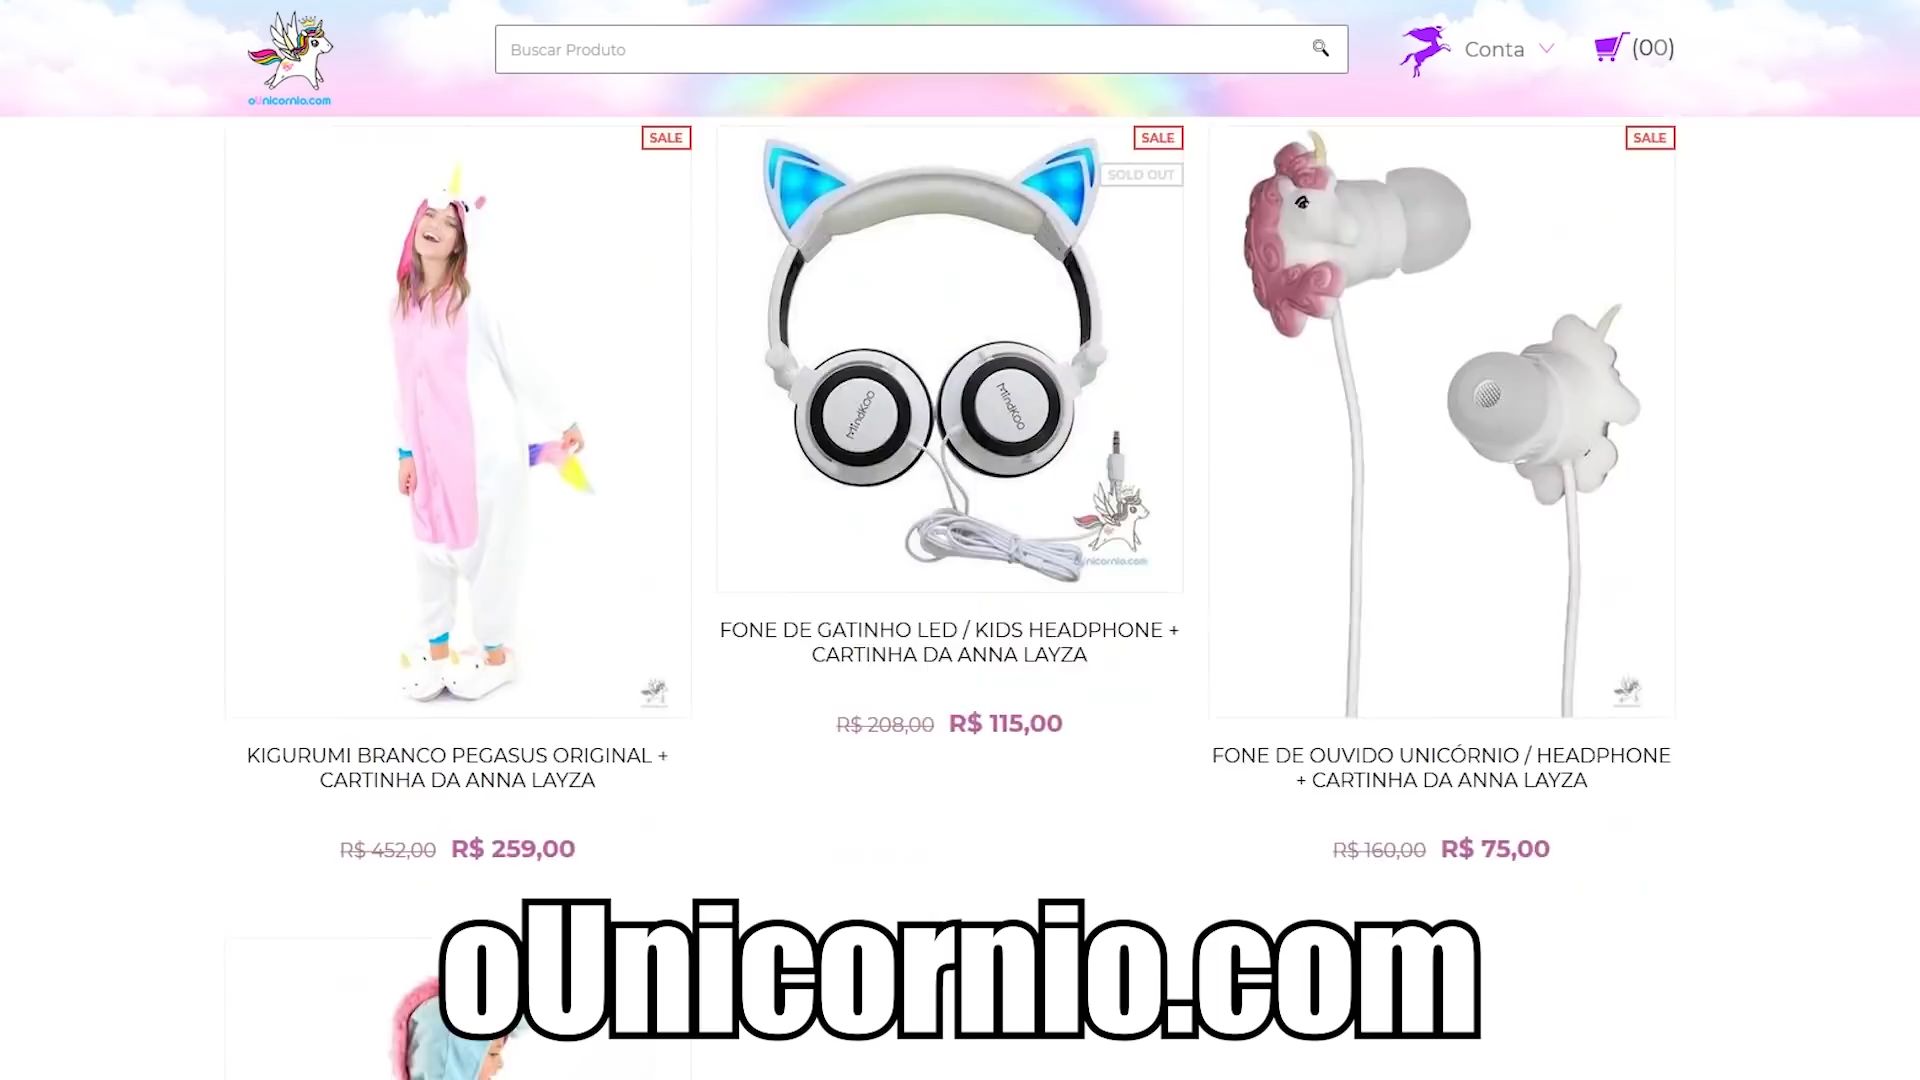 oUnicornio.com
Buscar Produto
Conta
(00)
SALE
SALE
SOLD OUT
SALE
MindKoo
MindKoo
oUnicornio.com
FONE DE GATINHO LED / KIDS HEADPHONE +
CARTINHA DA ANNA LAYZA
R$ 208,00 R$ 115,00
KIGURUMI BRANCO PEGASUS ORIGINAL +
CARTINHA DA ANNA LAYZA
R$ 452,00 R$ 259,00
FONE DE OUVIDO UNICÓRNIO / HEADPHONE
+ CARTINHA DA ANNA LAYZA
R$ 160,00 R$ 75,00
oUnicornio.com